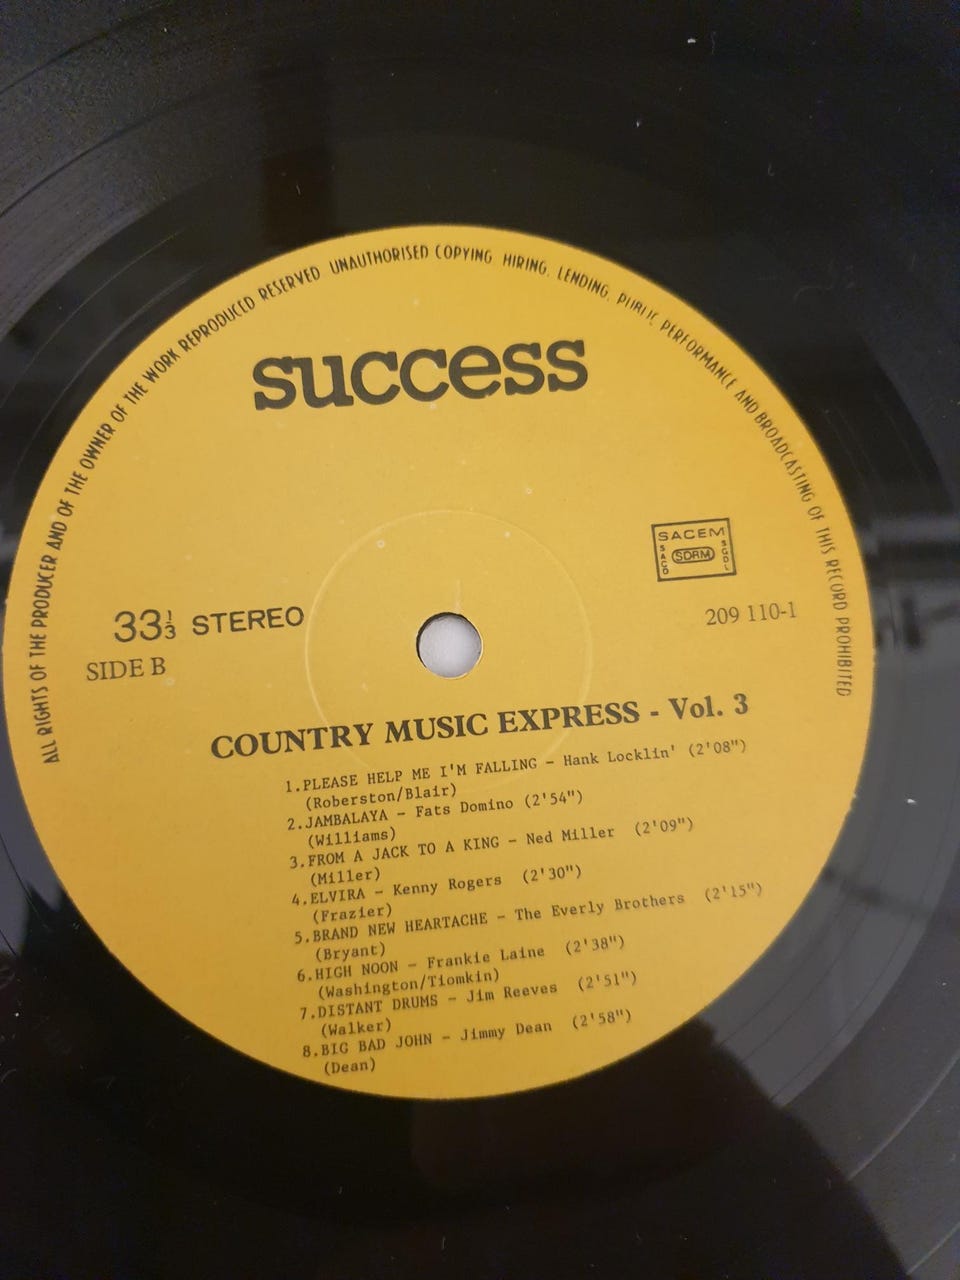 ALL RIGHTS OF THE PRODUCER AND OF THE OWNER OF THE WORK REPRODUCED RESERVED UNAUTHORISED COPYING HIRING, LENDING, PUBLIC PERFORMANCE AND BROADCASTING OF THIS RECORD PROHIBITED
success
SACEM
SACD SDRM SGDL
33⅓ STEREO
209 110-1
SIDE B
COUNTRY MUSIC EXPRESS - Vol. 3
1.PLEASE HELP ME I'M FALLING - Hank Locklin' (2'08")
(Roberston/Blair)
2.JAMBALAYA - Fats Domino (2'54")
(Williams)
3.FROM A JACK TO A KING - Ned Miller (2'09")
(Miller)
4.ELVIRA - Kenny Rogers (2'30")
(Frazier)
5.BRAND NEW HEARTACHE - The Everly Brothers (2'15")
(Bryant)
6.HIGH NOON - Frankie Laine (2'38")
(Washington/Tiomkin)
7.DISTANT DRUMS - Jim Reeves (2'51")
(Walker)
8.BIG BAD JOHN - Jimmy Dean (2'58")
(Dean)